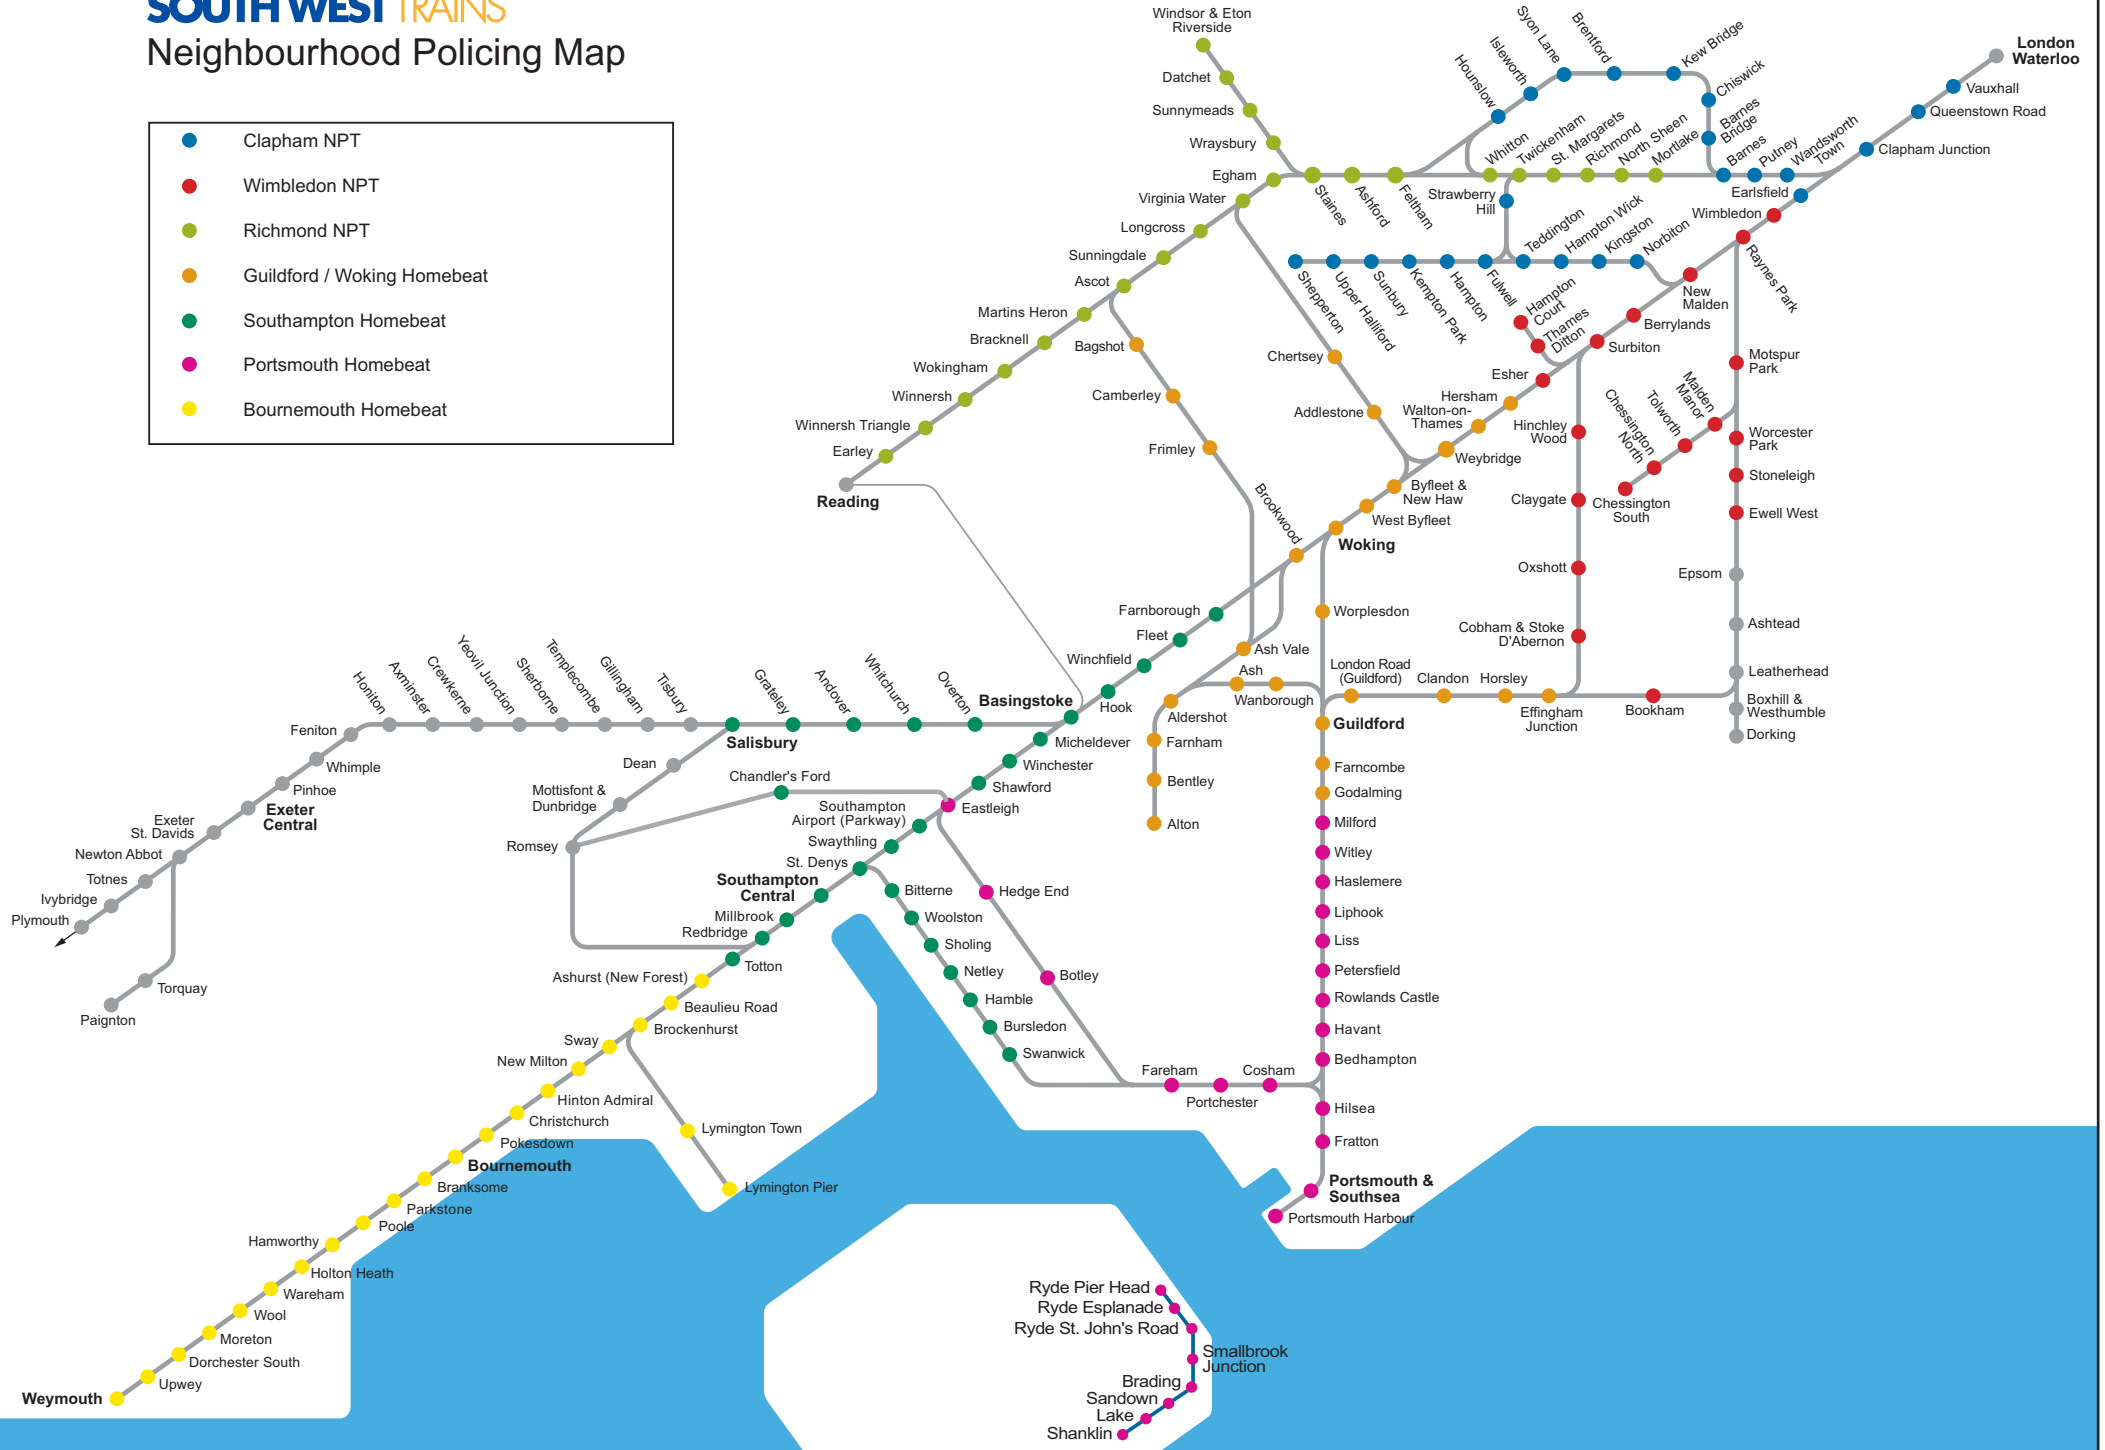 SOUTH WEST TRAINS
Neighbourhood Policing Map
Clapham NPT
Wimbledon NPT
Richmond NPT
Guildford / Woking Homebeat
Southampton Homebeat
Portsmouth Homebeat
Bournemouth Homebeat
Windsor & Eton
Riverside
Datchet
Sunnymeads
Wraysbury
Egham
Virginia Water
Longcross
Sunningdale
Ascot
Martins Heron
Bracknell
Wokingham
Winnersh
Winnersh Triangle
Earley
Reading
Staines
Ashford
Feltham
Hounslow
Isleworth
Syon Lane
Brentford
Kew Bridge
Chiswick
Barnes
Bridge
Whitton
Twickenham
St. Margarets
Richmond
North Sheen
Mortlake
Barnes
Putney
Wandsworth
Town
London
Waterloo
Vauxhall
Queenstown Road
Clapham Junction
Earlsfield
Wimbledon
Raynes Park
Strawberry
Hill
Teddington
Hampton Wick
Kingston
Norbiton
Shepperton
Upper Halliford
Sunbury
Kempton Park
Hampton
Fulwell
Hampton
Court
Thames
Ditton
New
Malden
Berrylands
Surbiton
Esher
Hersham
Walton-on-
Thames
Weybridge
Byfleet &
New Haw
West Byfleet
Woking
Brookwood
Chertsey
Addlestone
Bagshot
Camberley
Frimley
Motspur
Park
Malden
Manor
Tolworth
Chessington
North
Chessington
South
Worcester
Park
Stoneleigh
Ewell West
Epsom
Ashtead
Leatherhead
Boxhill &
Westhumble
Dorking
Hinchley
Wood
Claygate
Oxshott
Cobham & Stoke
D'Abernon
Bookham
Effingham
Junction
Horsley
Clandon
London Road
(Guildford)
Worplesdon
Guildford
Ash Vale
Ash
Wanborough
Aldershot
Farnham
Bentley
Alton
Farnborough
Fleet
Winchfield
Hook
Basingstoke
Overton
Whitchurch
Andover
Grateley
Salisbury
Tisbury
Gillingham
Templecombe
Sherborne
Yeovil Junction
Crewkerne
Axminster
Honiton
Feniton
Whimple
Pinhoe
Exeter
Central
Exeter
St. Davids
Newton Abbot
Totnes
Ivybridge
Plymouth
Torquay
Paignton
Dean
Mottisfont &
Dunbridge
Romsey
Chandler's Ford
Micheldever
Winchester
Shawford
Eastleigh
Southampton
Airport (Parkway)
Swaythling
St. Denys
Southampton
Central
Millbrook
Redbridge
Totton
Ashurst (New Forest)
Beaulieu Road
Brockenhurst
Sway
New Milton
Hinton Admiral
Christchurch
Pokesdown
Bournemouth
Branksome
Parkstone
Poole
Hamworthy
Holton Heath
Wareham
Wool
Moreton
Dorchester South
Upwey
Weymouth
Lymington Town
Lymington Pier
Bitterne
Woolston
Sholing
Netley
Hamble
Bursledon
Swanwick
Hedge End
Botley
Fareham
Portchester
Cosham
Farncombe
Godalming
Milford
Witley
Haslemere
Liphook
Liss
Petersfield
Rowlands Castle
Havant
Bedhampton
Hilsea
Fratton
Portsmouth &
Southsea
Portsmouth Harbour
Ryde Pier Head
Ryde Esplanade
Ryde St. John's Road
Smallbrook
Junction
Brading
Sandown
Lake
Shanklin